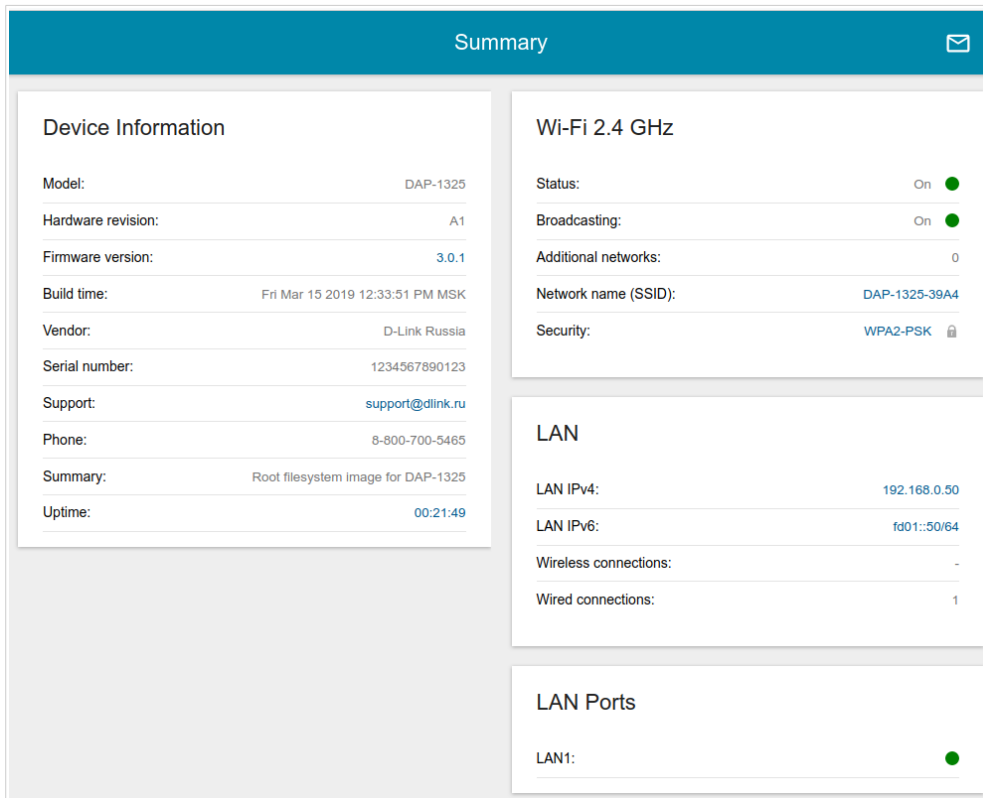 Summary
Device Information
Model: DAP-1325
Hardware revision: A1
Firmware version: 3.0.1
Build time: Fri Mar 15 2019 12:33:51 PM MSK
Vendor: D-Link Russia
Serial number: 1234567890123
Support: support@dlink.ru
Phone: 8-800-700-5465
Summary: Root filesystem image for DAP-1325
Uptime: 00:21:49
Wi-Fi 2.4 GHz
Status: On
Broadcasting: On
Additional networks: 0
Network name (SSID): DAP-1325-39A4
Security: WPA2-PSK
LAN
LAN IPv4: 192.168.0.50
LAN IPv6: fd01::50/64
Wireless connections: -
Wired connections: 1
LAN Ports
LAN1: